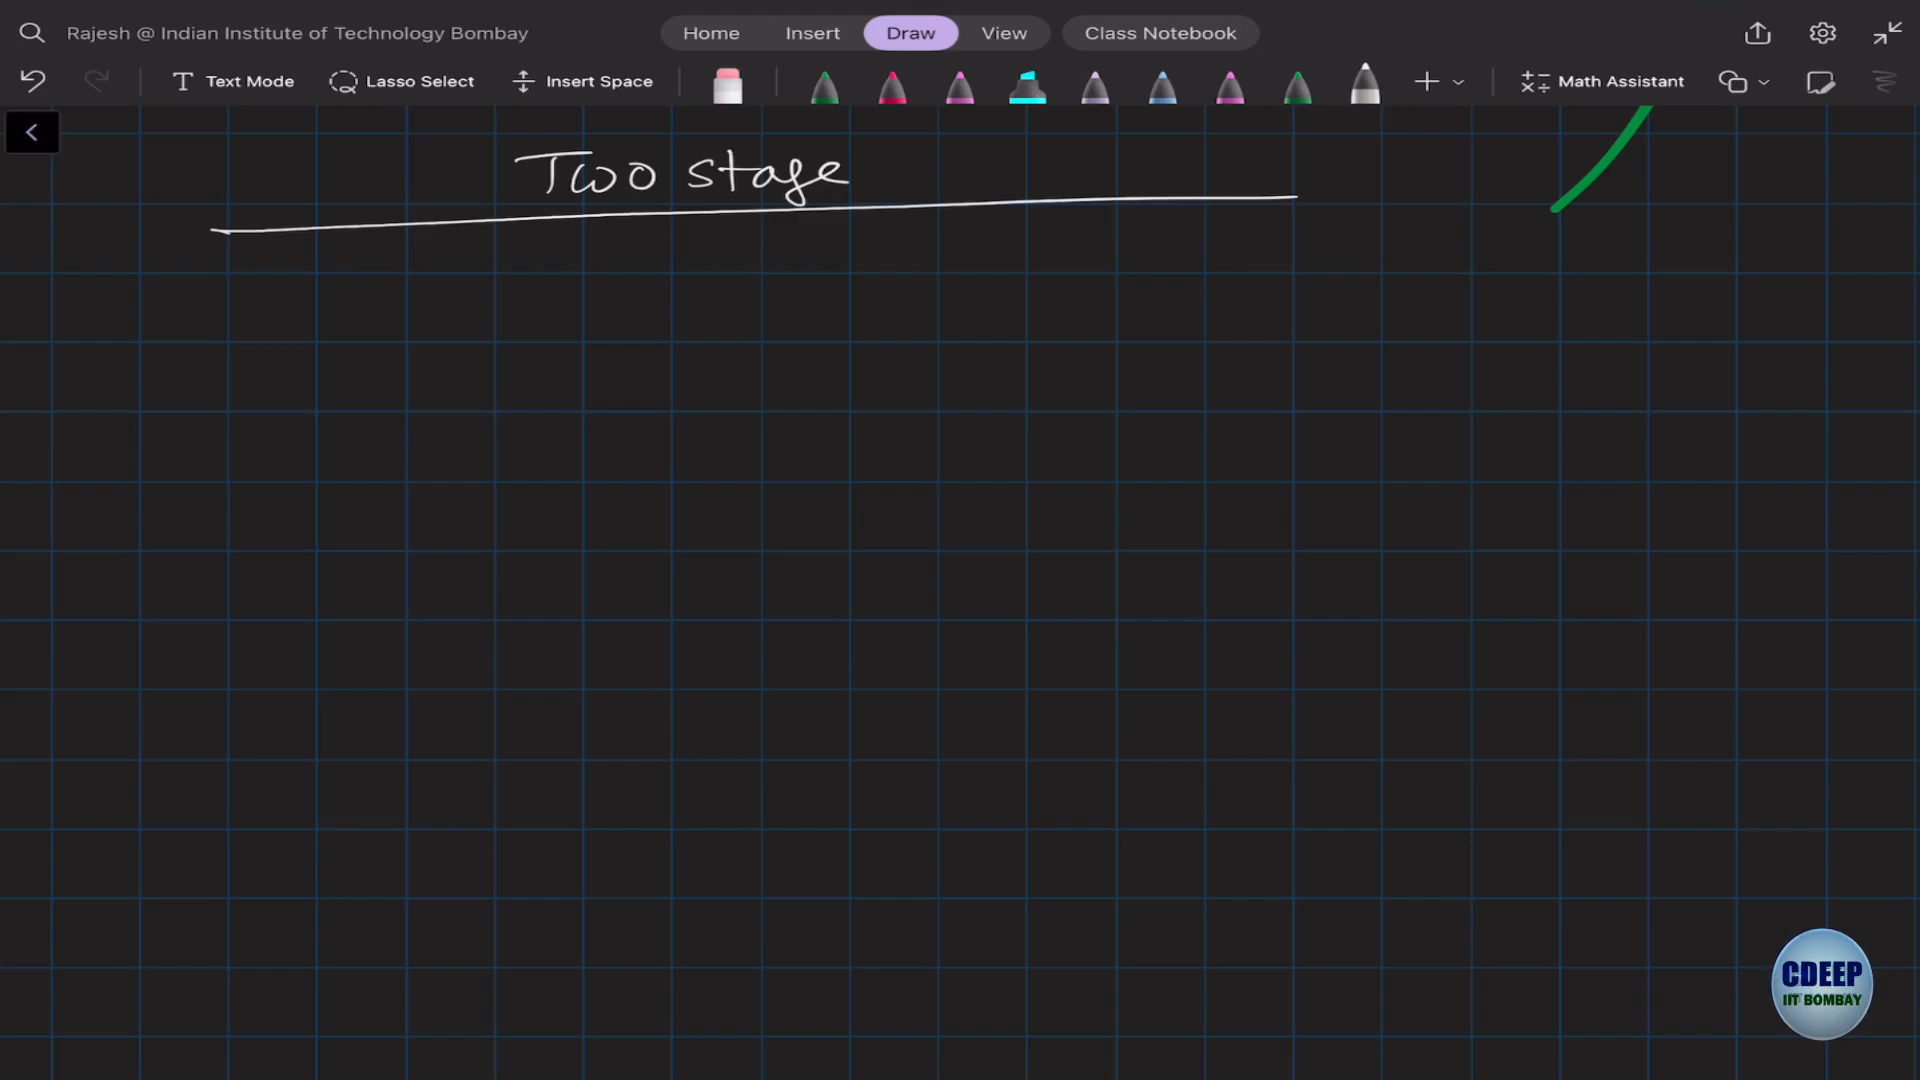 Rajesh @ Indian Institute of Technology Bombay Home Insert Draw View Class Notebook
Text Mode Lasso Select Insert Space Math Assistant
Two stage
CDEEP
IIT BOMBAY